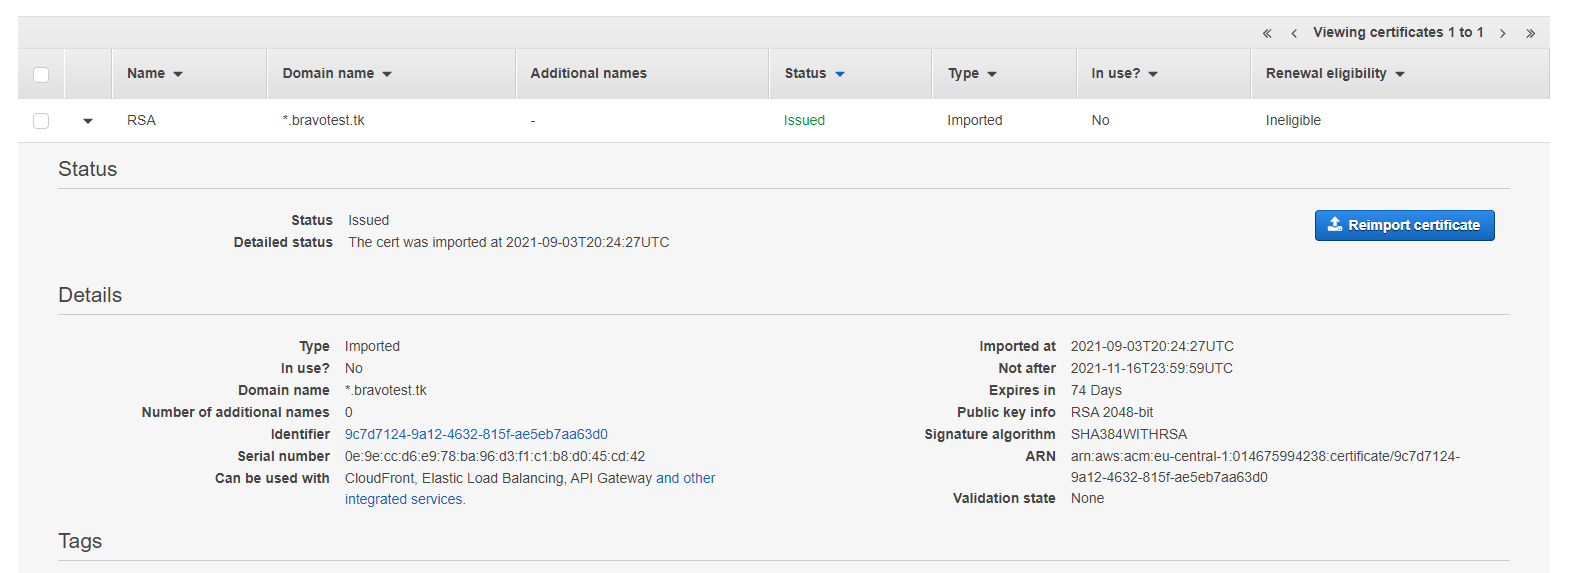 Viewing certificates 1 to 1
Name Domain name Additional names Status Type In use? Renewal eligibility
RSA *.bravotest.tk - Issued Imported No Ineligible
Status
Status Issued
Reimport certificate
Detailed status The cert was imported at 2021-09-03T20:24:27UTC
Details
Type Imported
In use? No
Domain name *.bravotest.tk
Number of additional names 0
Identifier 9c7d7124-9a12-4632-815f-ae5eb7aa63d0
Serial number 0e:9e:cc:d6:e9:78:ba:96:d3:f1:c1:b8:d0:45:cd:42
Can be used with CloudFront, Elastic Load Balancing, API Gateway and other
integrated services.
Imported at 2021-09-03T20:24:27UTC
Not after 2021-11-16T23:59:59UTC
Expires in 74 Days
Public key info RSA 2048-bit
Signature algorithm SHA384WITHRSA
ARN arn:aws:acm:eu-central-1:014675994238:certificate/9c7d7124-
9a12-4632-815f-ae5eb7aa63d0
Validation state None
Tags